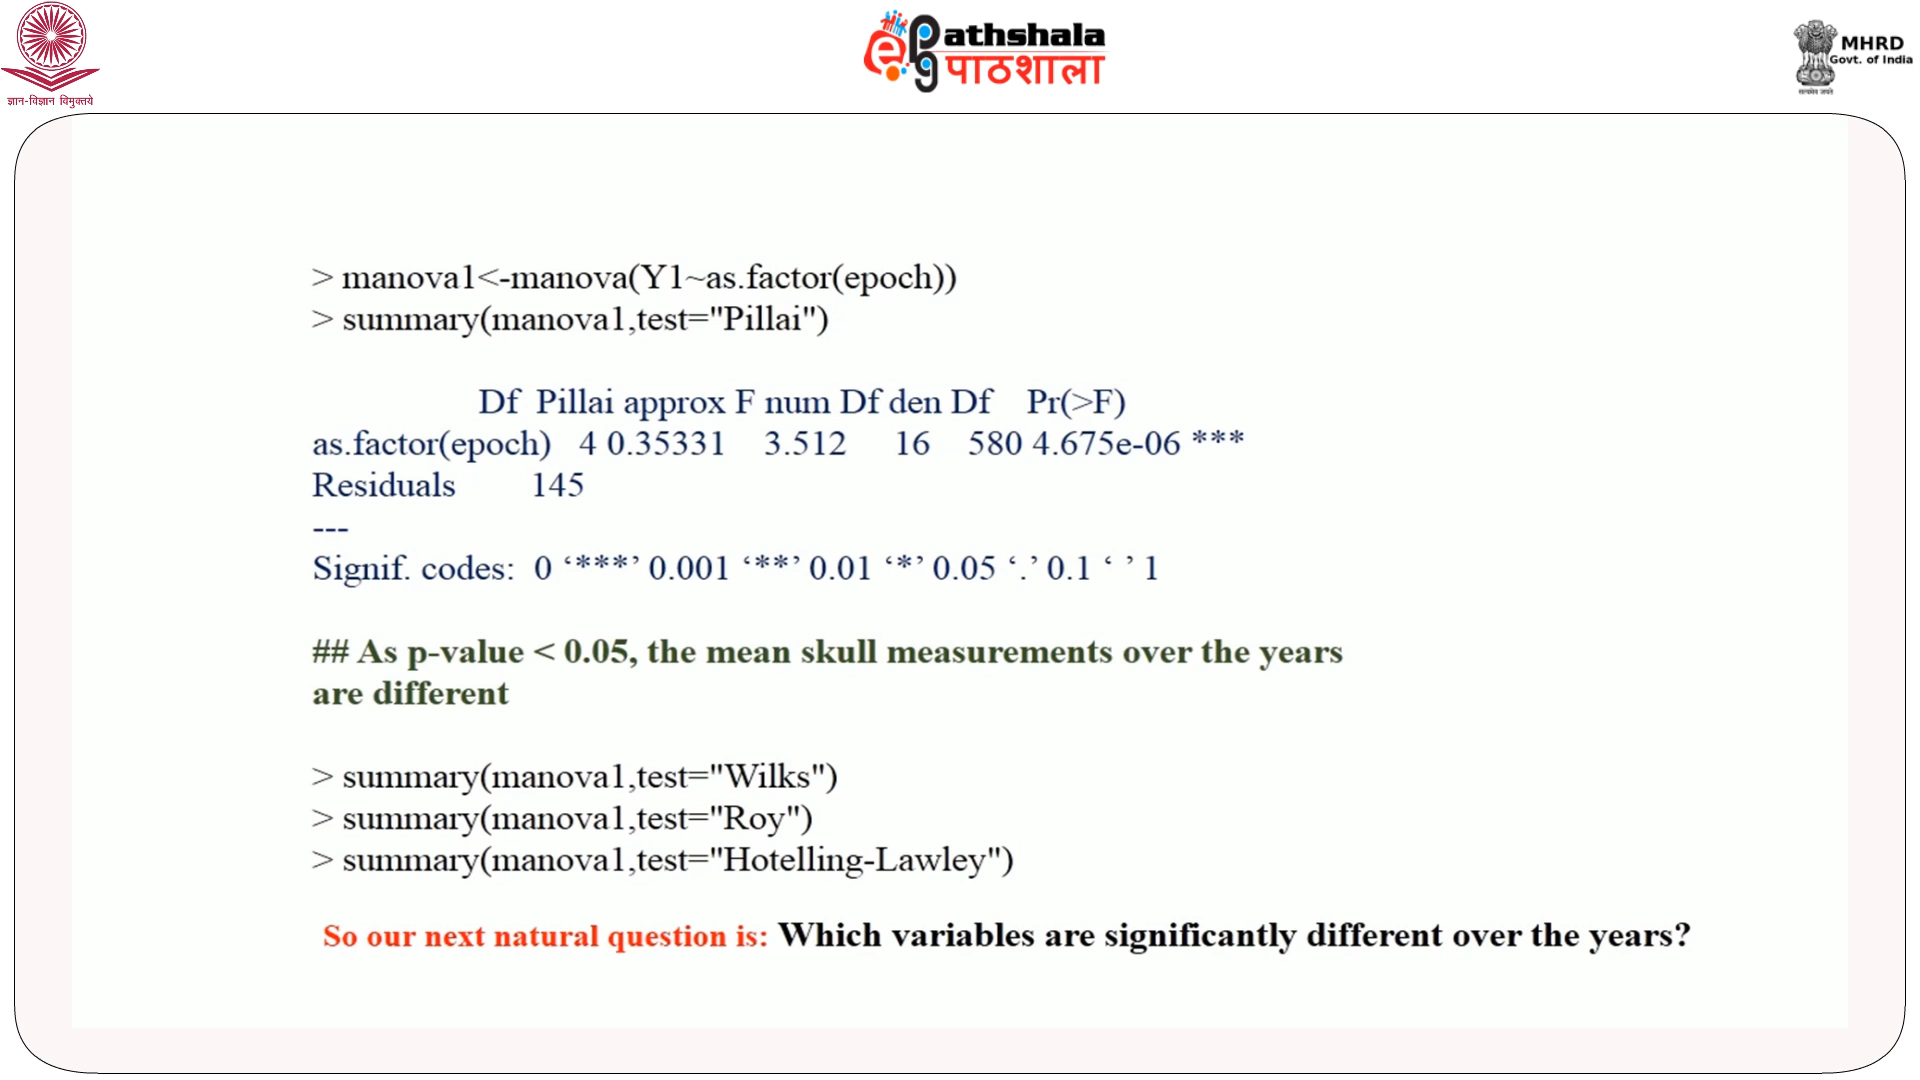 ज्ञान-विज्ञान विमुक्तये
ePgathshala
पाठशाला
MHRD
Govt. of India
सत्यमेव जयते
> manova1<-manova(Y1~as.factor(epoch))
> summary(manova1,test="Pillai")
Df Pillai approx F num Df den Df Pr(>F)
as.factor(epoch) 4 0.35331 3.512 16 580 4.675e-06 ***
Residuals 145
---
Signif. codes: 0 ‘***’ 0.001 ‘**’ 0.01 ‘*’ 0.05 ‘.’ 0.1 ‘ ’ 1
## As p-value < 0.05, the mean skull measurements over the years
are different
> summary(manova1,test="Wilks")
> summary(manova1,test="Roy")
> summary(manova1,test="Hotelling-Lawley")
So our next natural question is: Which variables are significantly different over the years?